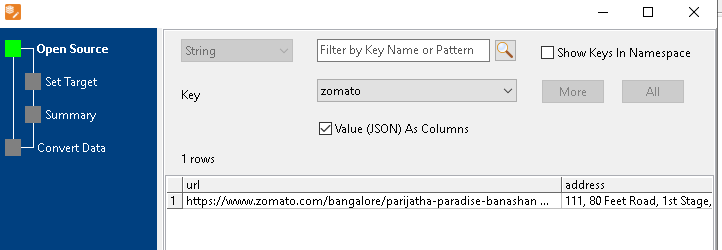 Open Source
Set Target
Summary
Convert Data
String
Filter by Key Name or Pattern
Show Keys In Namespace
Key
zomato
More
All
Value (JSON) As Columns
1 rows
url address
1 https://www.zomato.com/bangalore/parijatha-paradise-banashan ... 111, 80 Feet Road, 1st Stage,